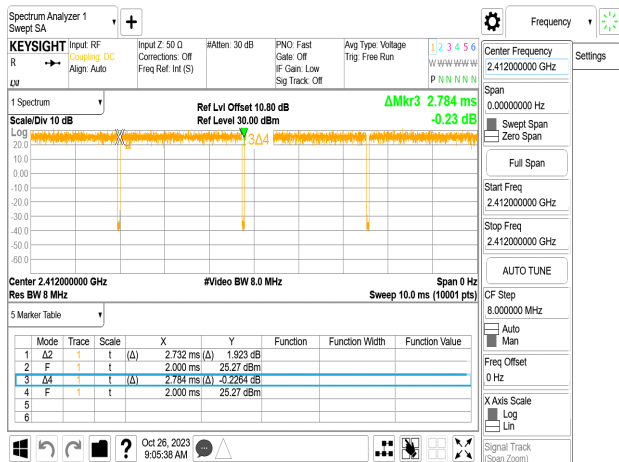 Spectrum Analyzer 1
Swept SA
Frequency
KEYSIGHT
R
LNI
Input: RF
Coupling: DC
Align: Auto
Input Z: 50 Ω
Corrections: Off
Freq Ref: Int (S)
#Atten: 30 dB
PNO: Fast
Gate: Off
IF Gain: Low
Sig Track: Off
Avg Type: Voltage
Trig: Free Run
1 2 3 4 5 6
W W W W W W
P N N N N N
Center Frequency
2.412000000 GHz
Settings
Span
0.00000000 Hz
Swept Span
Zero Span
Full Span
Start Freq
2.412000000 GHz
Stop Freq
2.412000000 GHz
AUTO TUNE
CF Step
8.000000 MHz
Auto
Man
Freq Offset
0 Hz
X Axis Scale
Log
Lin
Signal Track
(Span Zoom)
1 Spectrum
Scale/Div 10 dB
Ref Lvl Offset 10.80 dB
Ref Level 30.00 dBm
ΔMkr3 2.784 ms
-0.23 dB
Log
20.0
10.0
0.00
-10.0
-20.0
-30.0
-40.0
-50.0
-60.0
3Δ4
Center 2.412000000 GHz
Res BW 8 MHz
#Video BW 8.0 MHz
Span 0 Hz
Sweep 10.0 ms (10001 pts)
5 Marker Table
Mode Trace Scale X Y Function Function Width Function Value
1 Δ2 1 t (Δ) 2.732 ms (Δ) 1.923 dB
2 F 1 t 2.000 ms 25.27 dBm
3 Δ4 1 t (Δ) 2.784 ms (Δ) -0.2264 dB
4 F 1 t 2.000 ms 25.27 dBm
5
6
?
Oct 26, 2023
9:05:38 AM